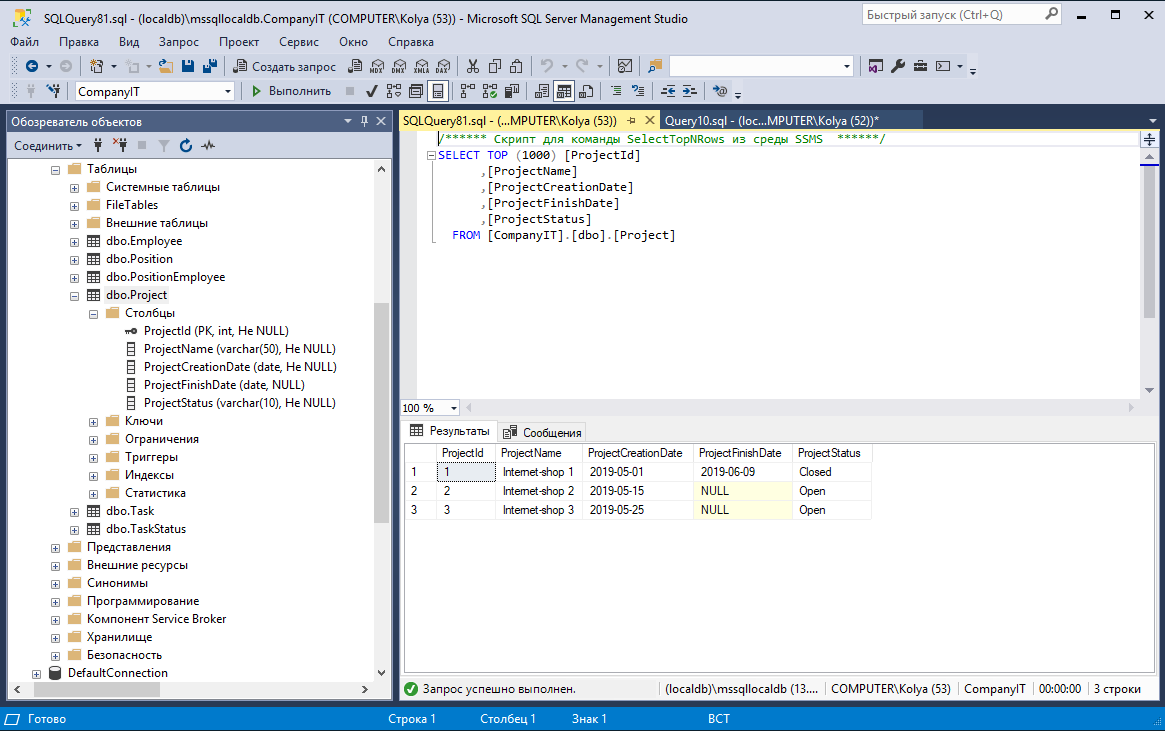 SQLQuery81.sql - (localdb)\mssqllocaldb.CompanyIT (COMPUTER\Kolya (53)) - Microsoft SQL Server Management Studio
Быстрый запуск (Ctrl+Q)
Файл Правка Вид Запрос Проект Сервис Окно Справка
Создать запрос MDX DMX XMLA DAX
CompanyIT Выполнить
Обозреватель объектов
SQLQuery81.sql - (...MPUTER\Kolya (53)) Query10.sql - (loc...MPUTER\Kolya (52))*
Соединить
Таблицы
Системные таблицы
FileTables
Внешние таблицы
dbo.Employee
dbo.Position
dbo.PositionEmployee
dbo.Project
Столбцы
ProjectId (PK, int, Не NULL)
ProjectName (varchar(50), Не NULL)
ProjectCreationDate (date, Не NULL)
ProjectFinishDate (date, NULL)
ProjectStatus (varchar(10), Не NULL)
Ключи
Ограничения
Триггеры
Индексы
Статистика
dbo.Task
dbo.TaskStatus
Представления
Внешние ресурсы
Синонимы
Программирование
Компонент Service Broker
Хранилище
Безопасность
DefaultConnection
/****** Скрипт для команды SelectTopNRows из среды SSMS  ******/
SELECT TOP (1000) [ProjectId]
,[ProjectName]
,[ProjectCreationDate]
,[ProjectFinishDate]
,[ProjectStatus]
FROM [CompanyIT].[dbo].[Project]
100 %
Результаты Сообщения
ProjectId ProjectName ProjectCreationDate ProjectFinishDate ProjectStatus
1 1 Internet-shop 1 2019-05-01 2019-06-09 Closed
2 2 Internet-shop 2 2019-05-15 NULL Open
3 3 Internet-shop 3 2019-05-25 NULL Open
Запрос успешно выполнен. (localdb)\mssqllocaldb (13.... COMPUTER\Kolya (53) CompanyIT 00:00:00 3 строки
Готово Строка 1 Столбец 1 Знак 1 ВСТ